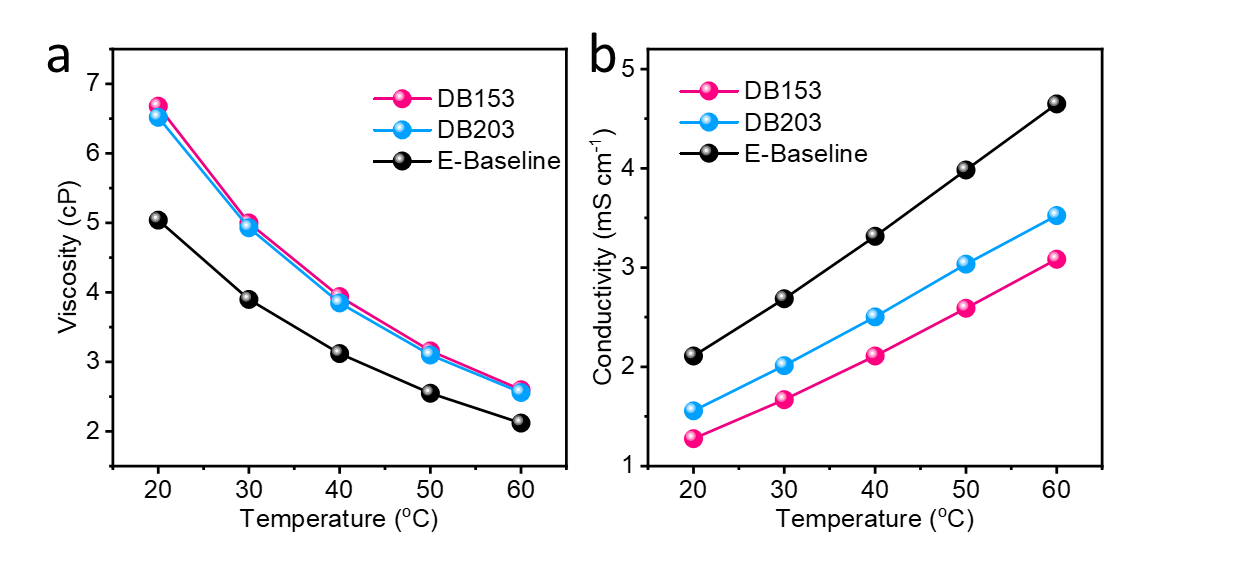 a
7
6
5
4
3
2
Viscosity (cP)
DB153
DB203
E-Baseline
20 30 40 50 60
Temperature (°C)
b
5
4
3
2
1
Conductivity (mS cm⁻¹)
DB153
DB203
E-Baseline
20 30 40 50 60
Temperature (°C)